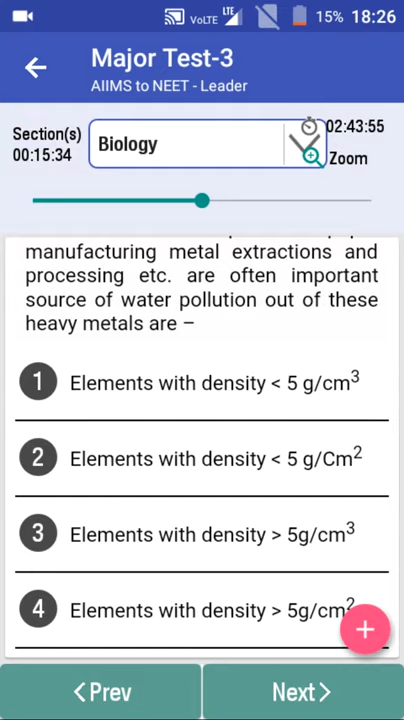 VoLTE LTE 15% 18:26
Major Test-3
AIIMS to NEET - Leader
Section(s)
00:15:34
Biology
02:43:55
Zoom
manufacturing metal extractions and
processing etc. are often important
source of water pollution out of these
heavy metals are –
1 Elements with density < 5 g/cm³
2 Elements with density < 5 g/Cm²
3 Elements with density > 5g/cm³
4 Elements with density > 5g/cm²
+
<Prev
Next>